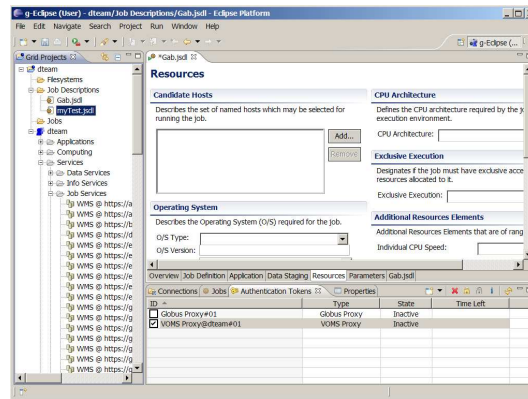 g-Eclipse (User) - dteam/Job Descriptions/Gab.jsdl - Eclipse Platform
File Edit Navigate Search Project Run Window Help
g-Eclipse (...
Grid Projects
dteam
Filesystems
Job Descriptions
Gab.jsdl
myTest.jsdl
Jobs
dteam
Applications
Computing
Services
Data Services
Info Services
Job Services
WMS @ https://a
WMS @ https://a
WMS @ https://b
WMS @ https://d
WMS @ https://e
WMS @ https://e
WMS @ https://e
WMS @ https://e
WMS @ https://e
WMS @ https://e
WMS @ https://g
WMS @ https://g
WMS @ https://g
WMS @ https://g
WMS @ https://g
*Gab.jsdl
Resources
Candidate Hosts
Describes the set of named hosts which may be selected for
running the job.
Add...
Remove
Operating System
Describes the Operating System (O/S) required for the job.
O/S Type:
O/S Version:
CPU Architecture
Defines the CPU architecture required by the
execution environment.
CPU Architecture:
Exclusive Execution
Designates if the job must have exclusive acce
resources allocated to it.
Exclusive Execution:
Additional Resources Elements
Additional Resources Elements that are of rang
Individual CPU Speed:
Overview Job Definition Application Data Staging Resources Parameters Gab.jsdl
Connections Jobs Authentication Tokens Properties
ID Type State Time Left
Globus Proxy#01 Globus Proxy Inactive
VOMS Proxy@dteam#01 VOMS Proxy Inactive